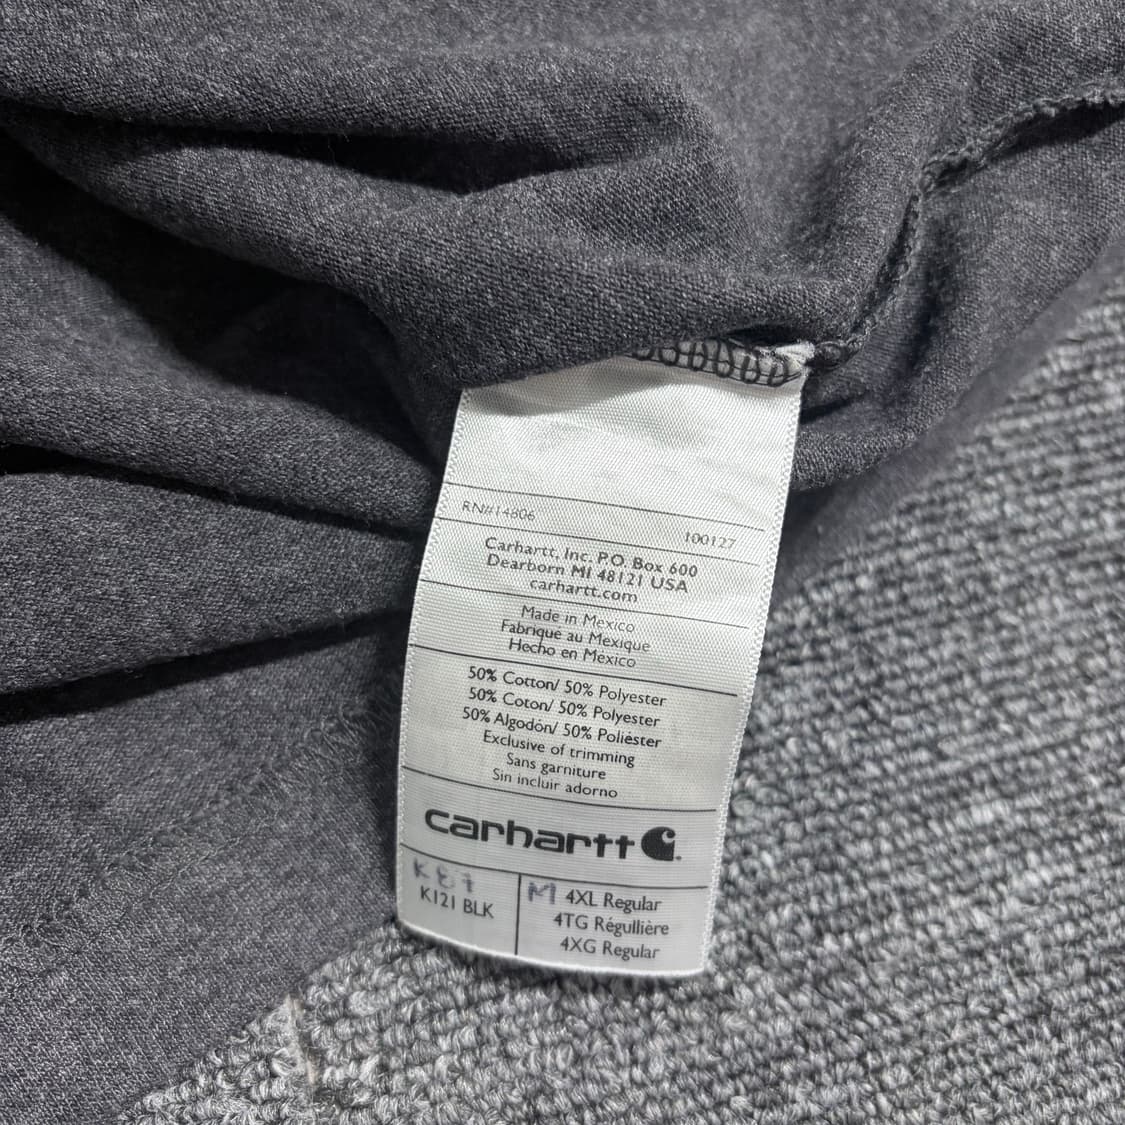 RN#14806
100127
Carhartt, Inc. P.O. Box 600
Dearborn MI 48121 USA
carhartt.com
Made in Mexico
Fabrique au Mexique
Hecho en Mexico
50% Cotton/ 50% Polyester
50% Coton/ 50% Polyester
50% Algodón/ 50% Poliéster
Exclusive of trimming
Sans garniture
Sin incluir adorno
carhartt
K87
K121 BLK
M 4XL Regular
4TG Régullière
4XG Regular